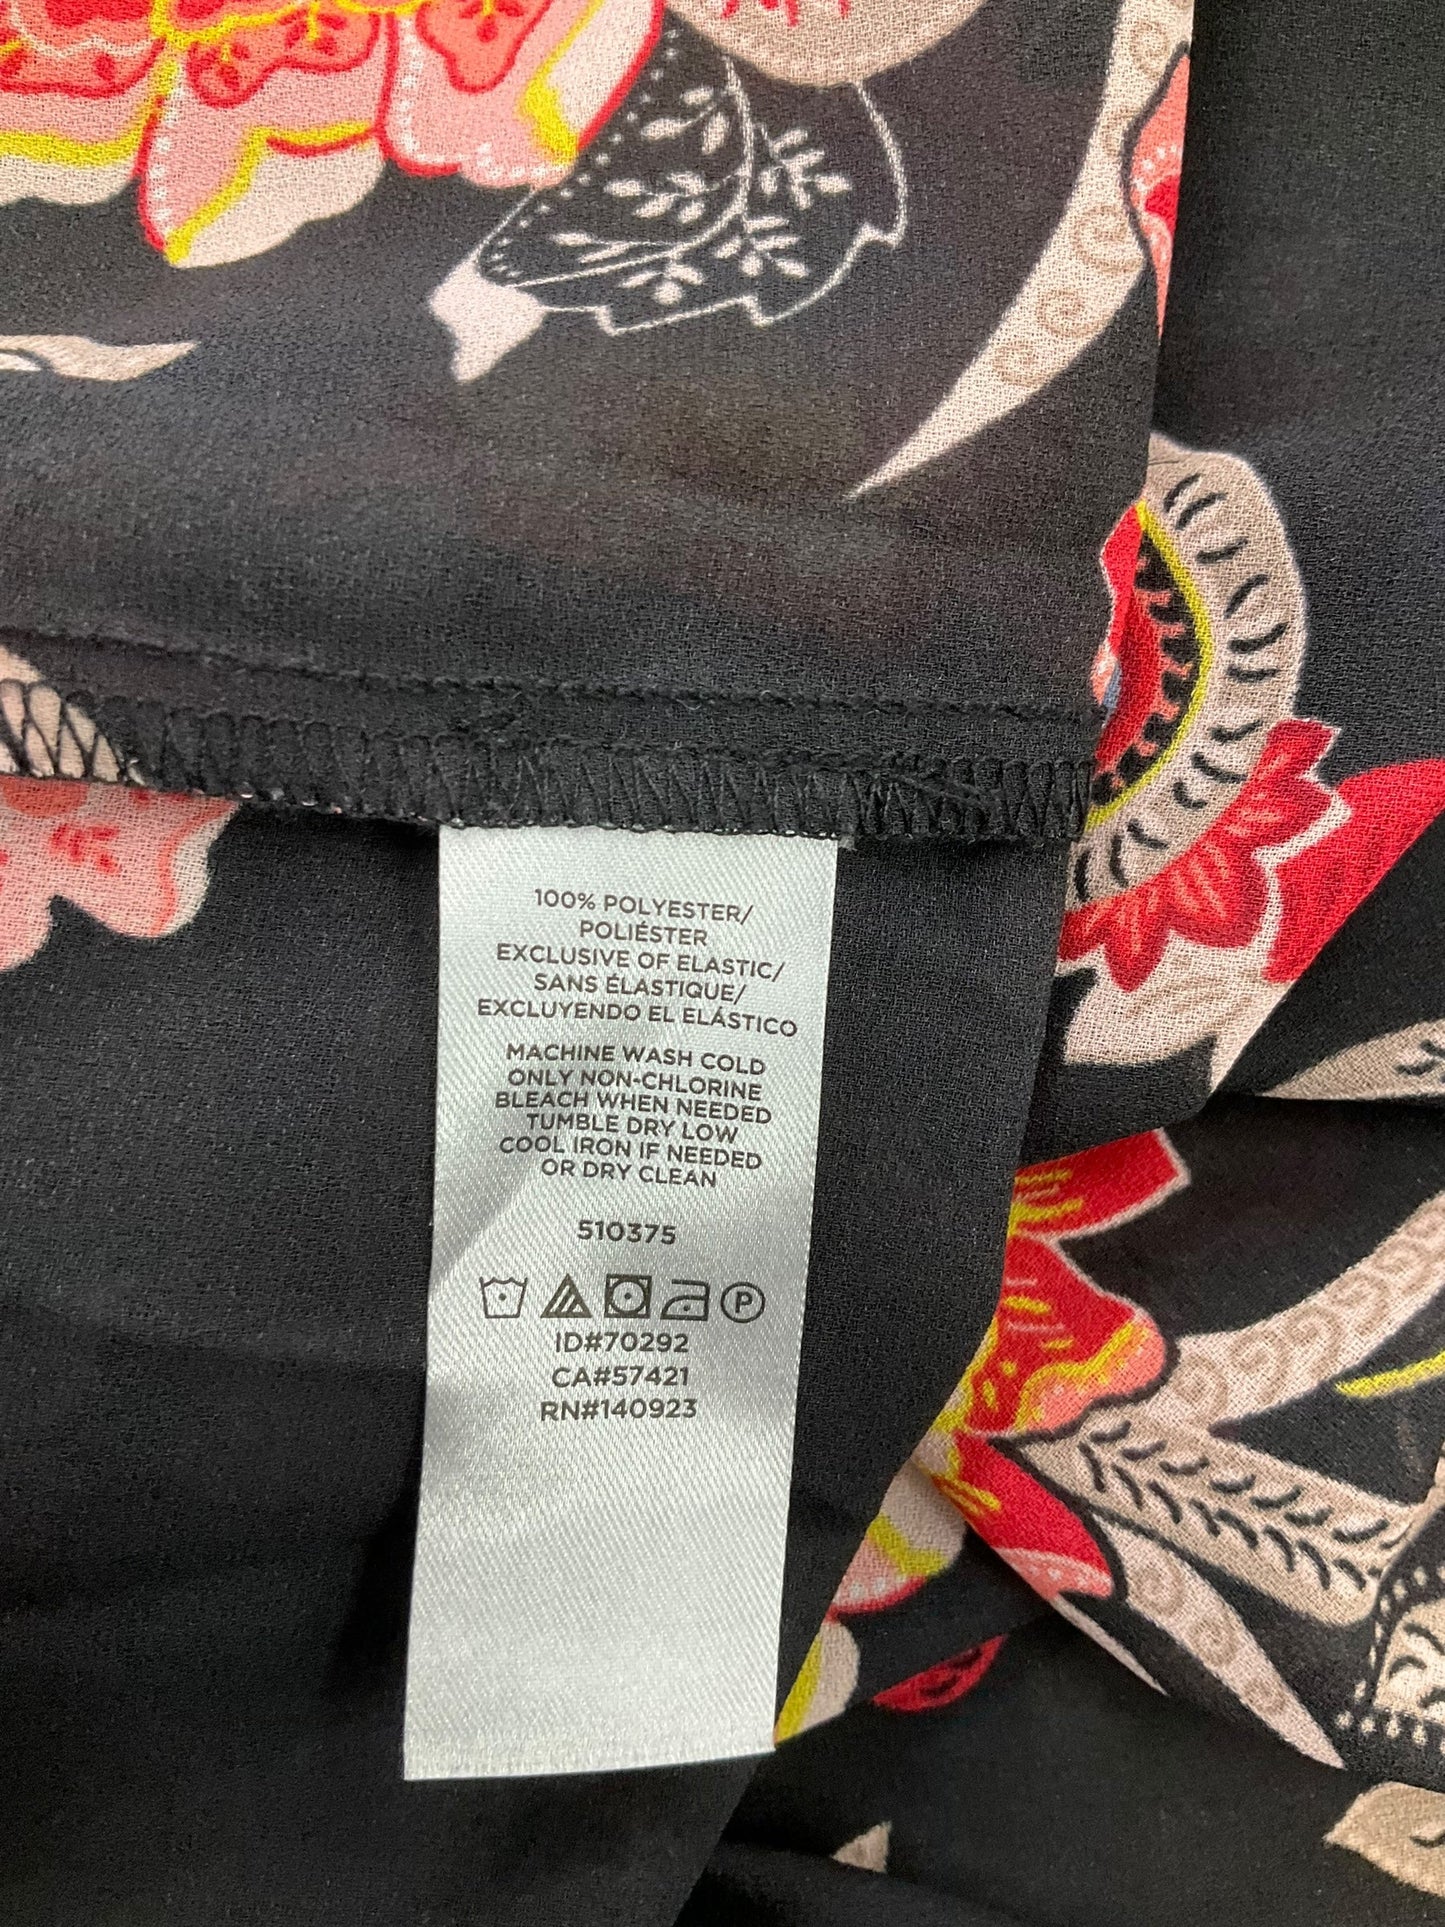 100% POLYESTER/
POLIÉSTER
EXCLUSIVE OF ELASTIC/
SANS ÉLASTIQUE/
EXCLUYENDO EL ELÁSTICO
MACHINE WASH COLD
ONLY NON-CHLORINE
BLEACH WHEN NEEDED
TUMBLE DRY LOW
COOL IRON IF NEEDED
OR DRY CLEAN
510375
P
ID#70292
CA#57421
RN#140923